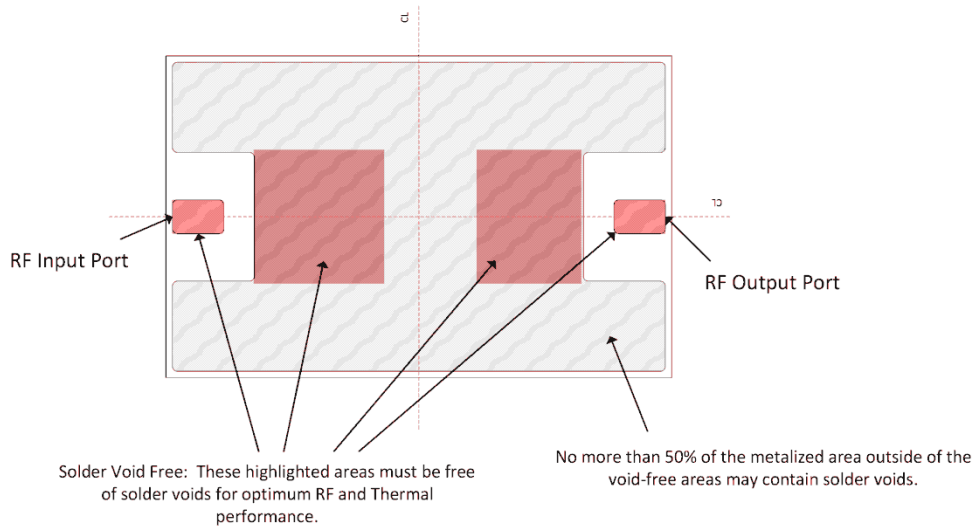 CL
CL
RF Input Port
RF Output Port
Solder Void Free:  These highlighted areas must be free
of solder voids for optimum RF and Thermal
performance.
No more than 50% of the metalized area outside of the
void-free areas may contain solder voids.